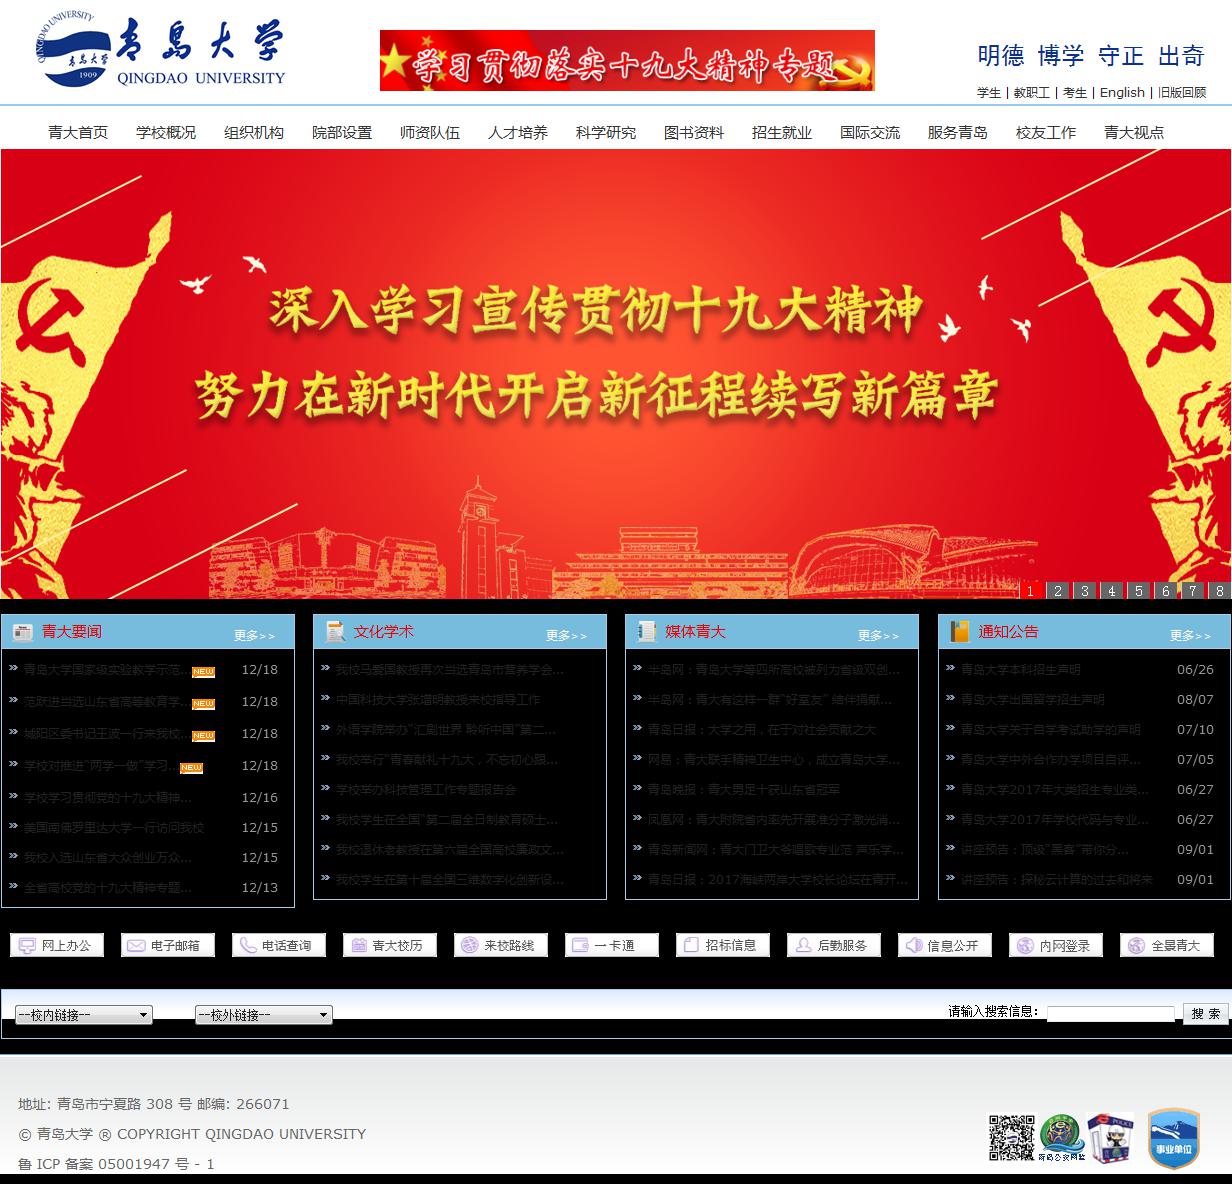 QINGDAO UNIVERSITY
1909
青岛大学
QINGDAO UNIVERSITY
学习贯彻落实十九大精神专题
明德 博学 守正 出奇
学生 | 教职工 | 考生 | English | 旧版回顾
青大首页 学校概况 组织机构 院部设置 师资队伍 人才培养 科学研究 图书资料 招生就业 国际交流 服务青岛 校友工作 青大视点
深入学习宣传贯彻十九大精神
努力在新时代开启新征程续写新篇章
1 2 3 4 5 6 7 8
青大要闻 更多>>
青岛大学国家级实验教学示范... NEW 12/18
范跃进当选山东省高等教育学... NEW 12/18
城阳区委书记王波一行来我校... NEW 12/18
学校对推进“两学一做”学习... NEW 12/18
学校学习贯彻党的十九大精神... 12/16
美国南佛罗里达大学一行访问我校 12/15
我校入选山东省大众创业万众... 12/15
全省高校党的十九大精神专题... 12/13
文化学术 更多>>
我校马爱国教授再次当选青岛市营养学会...
中国科技大学张增明教授来校指导工作
外语学院举办“汇剧世界 聆听中国”第二...
我校举行“青春献礼十九大，不忘初心跟...
学校举办科技管理工作专题报告会
我校学生在全国“第二届全日制教育硕士...
我校退休老教授在第六届全国高校廉政文...
我校学生在第十届全国三维数字化创新设...
媒体青大 更多>>
半岛网：青岛大学等四所高校被列为省级双创...
半岛网：青大有这样一群“好室友” 结伴捐献...
青岛日报：大学之用，在于对社会贡献之大
网易：青大联手精神卫生中心，成立青岛大学...
青岛晚报：青大男足十获山东省冠军
凤凰网：青大附院省内率先开展准分子激光消...
青岛新闻网：青大门卫大爷唱歌专业范 声乐学...
青岛日报：2017海峡两岸大学校长论坛在青开...
通知公告 更多>>
青岛大学本科招生声明 06/26
青岛大学出国留学招生声明 08/07
青岛大学关于自学考试助学的声明 07/10
青岛大学中外合作办学项目自评... 07/05
青岛大学2017年大类招生专业类... 06/27
青岛大学2017年学校代码与专业... 06/27
讲座预告：顶级“黑客”带你分... 09/01
讲座预告：探秘云计算的过去和将来 09/01
网上办公 电子邮箱 电话查询 青大校历 来校路线 一卡通 招标信息 后勤服务 信息公开 内网登录 全景青大
--校内链接-- --校外链接-- 请输入搜索信息： 搜 索
地址: 青岛市宁夏路 308 号 邮编: 266071
© 青岛大学 ® COPYRIGHT QINGDAO UNIVERSITY
鲁 ICP 备案 05001947 号 - 1
青岛公安网监
POLICE
事业单位